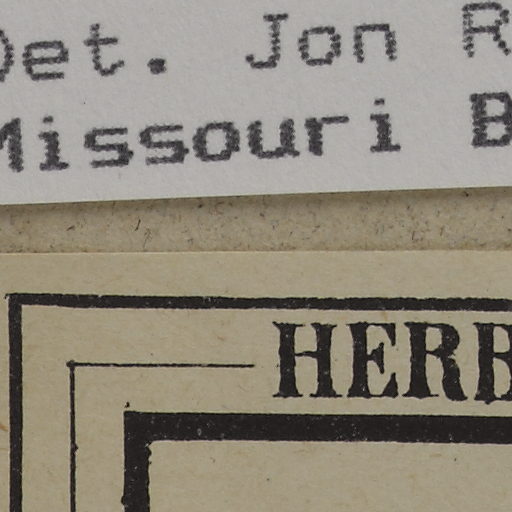 Det. Jon R
Missouri B
HERB